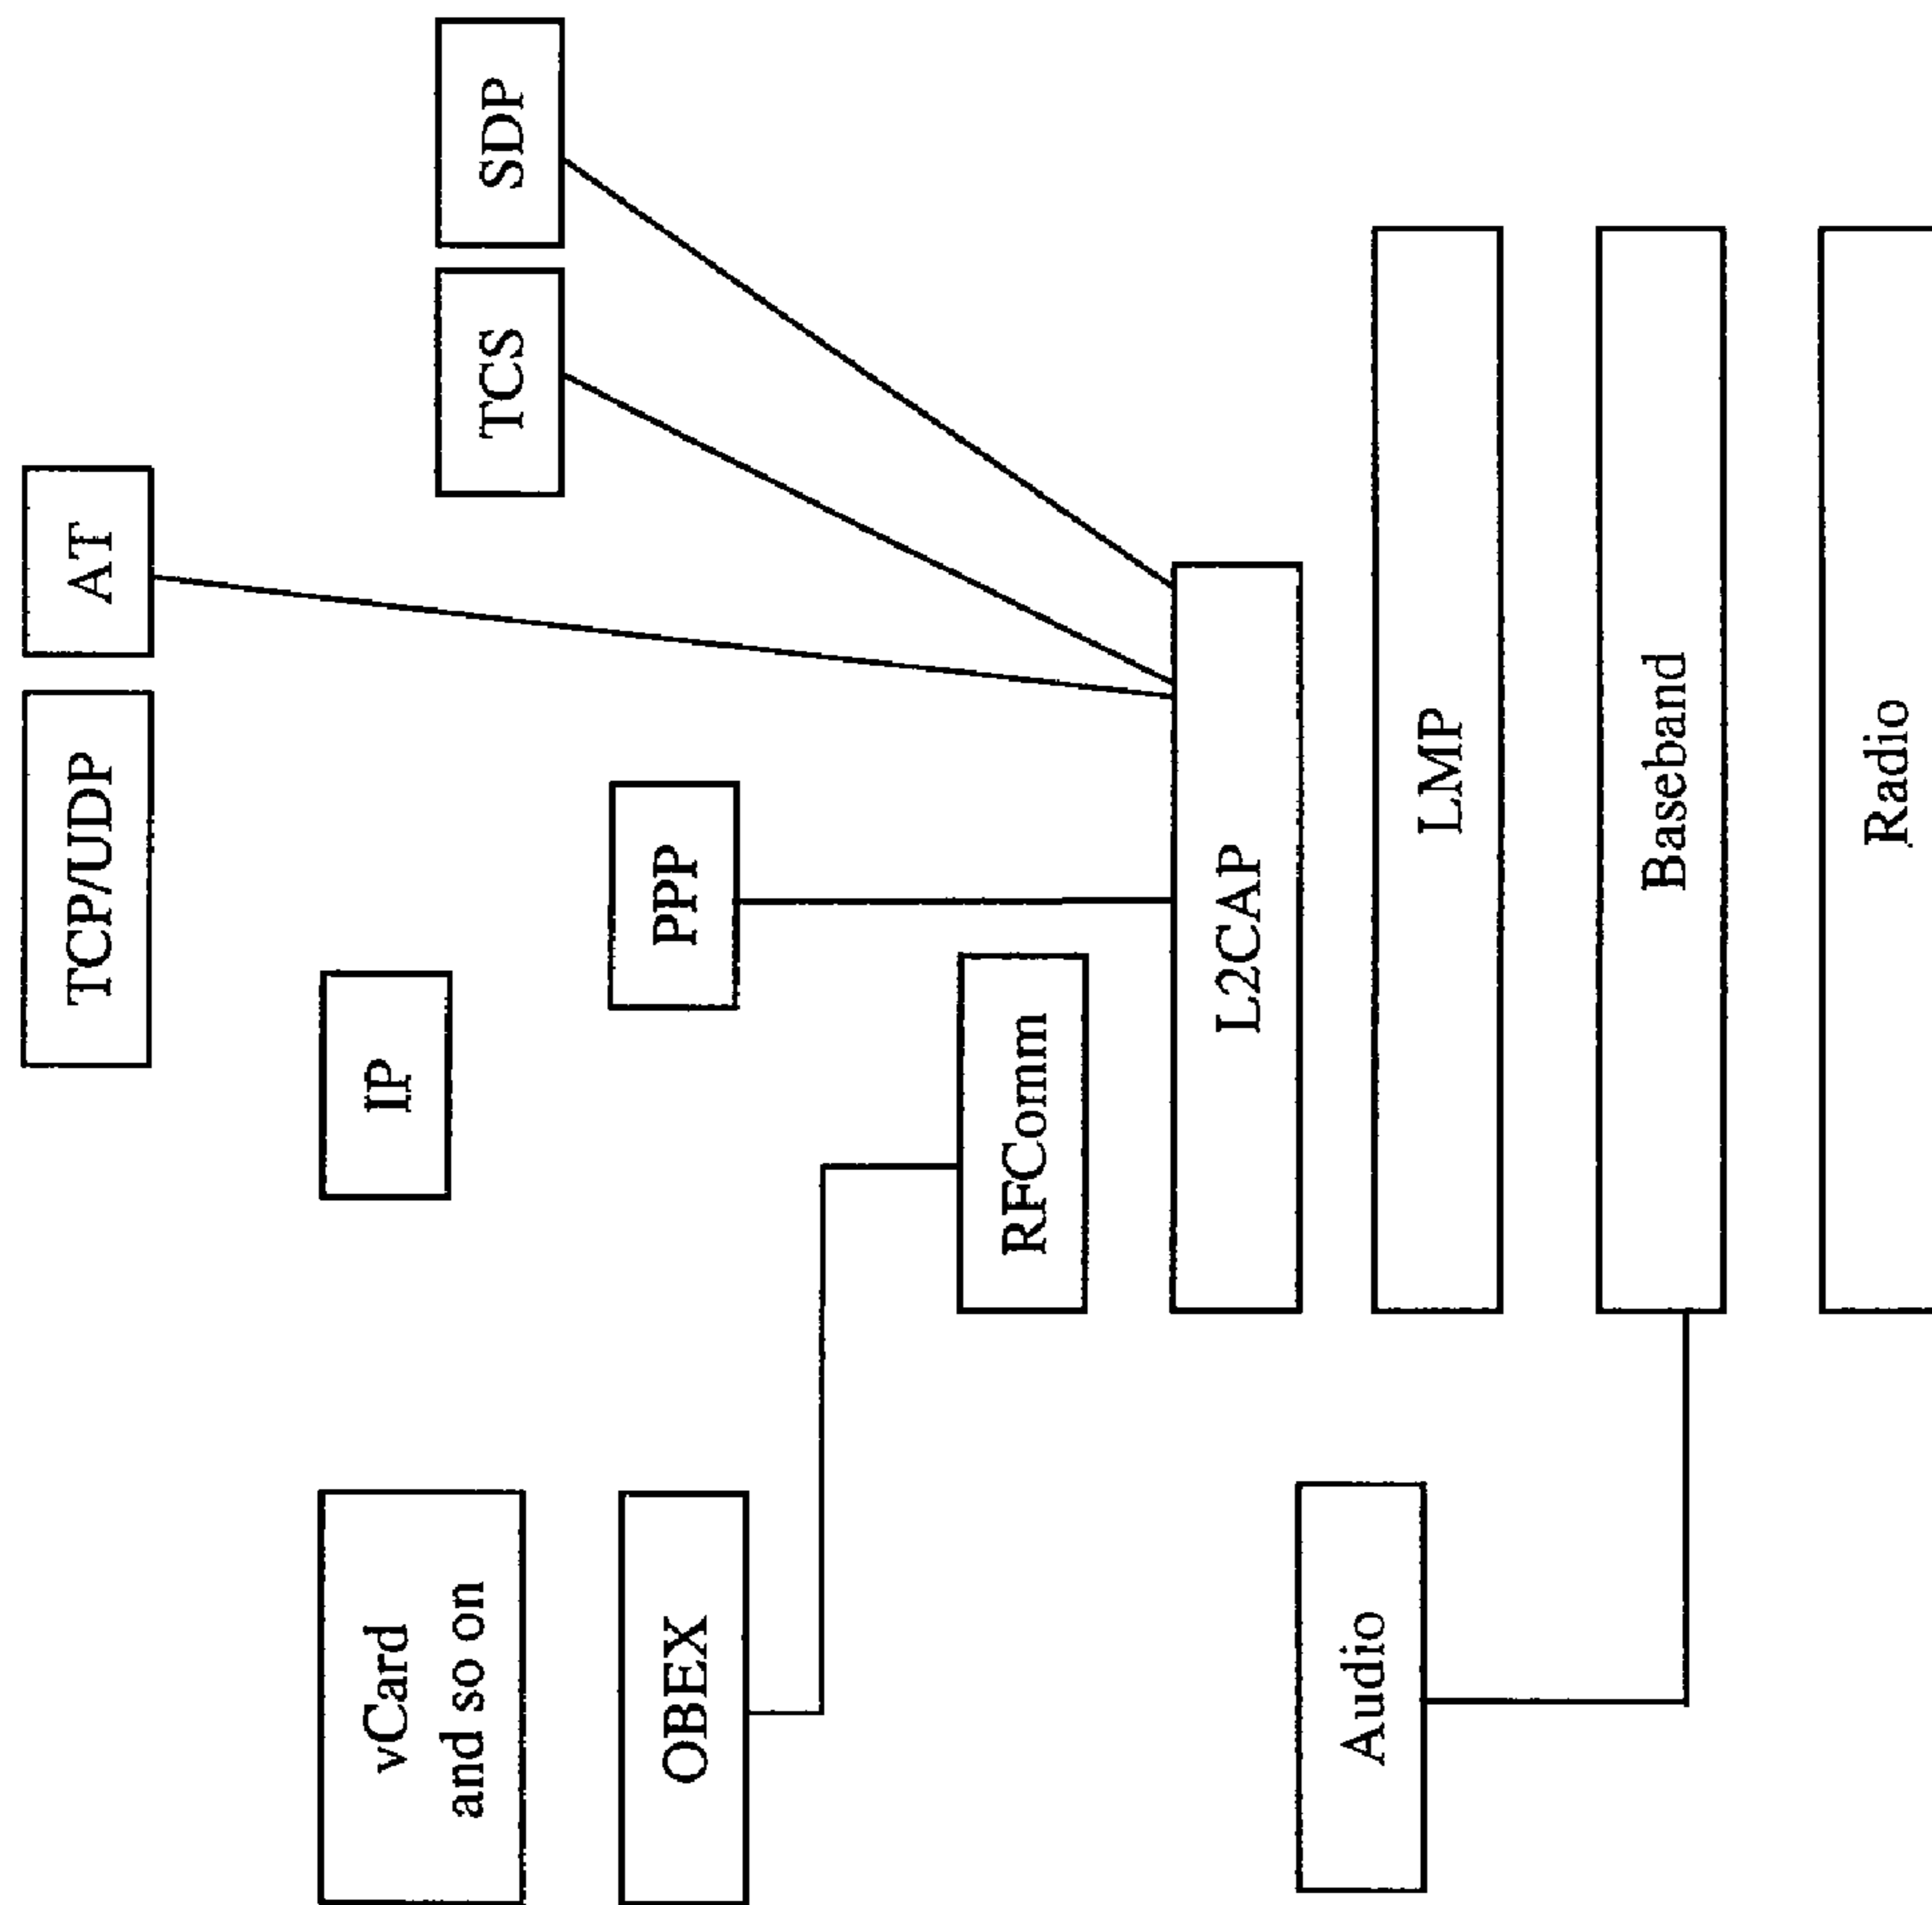 TCP/UDP
AT
vCard
and so on
IP
TCS
SDP
OBEX
PPP
RFComm
L2CAP
Audio
LMP
Baseband
Radio